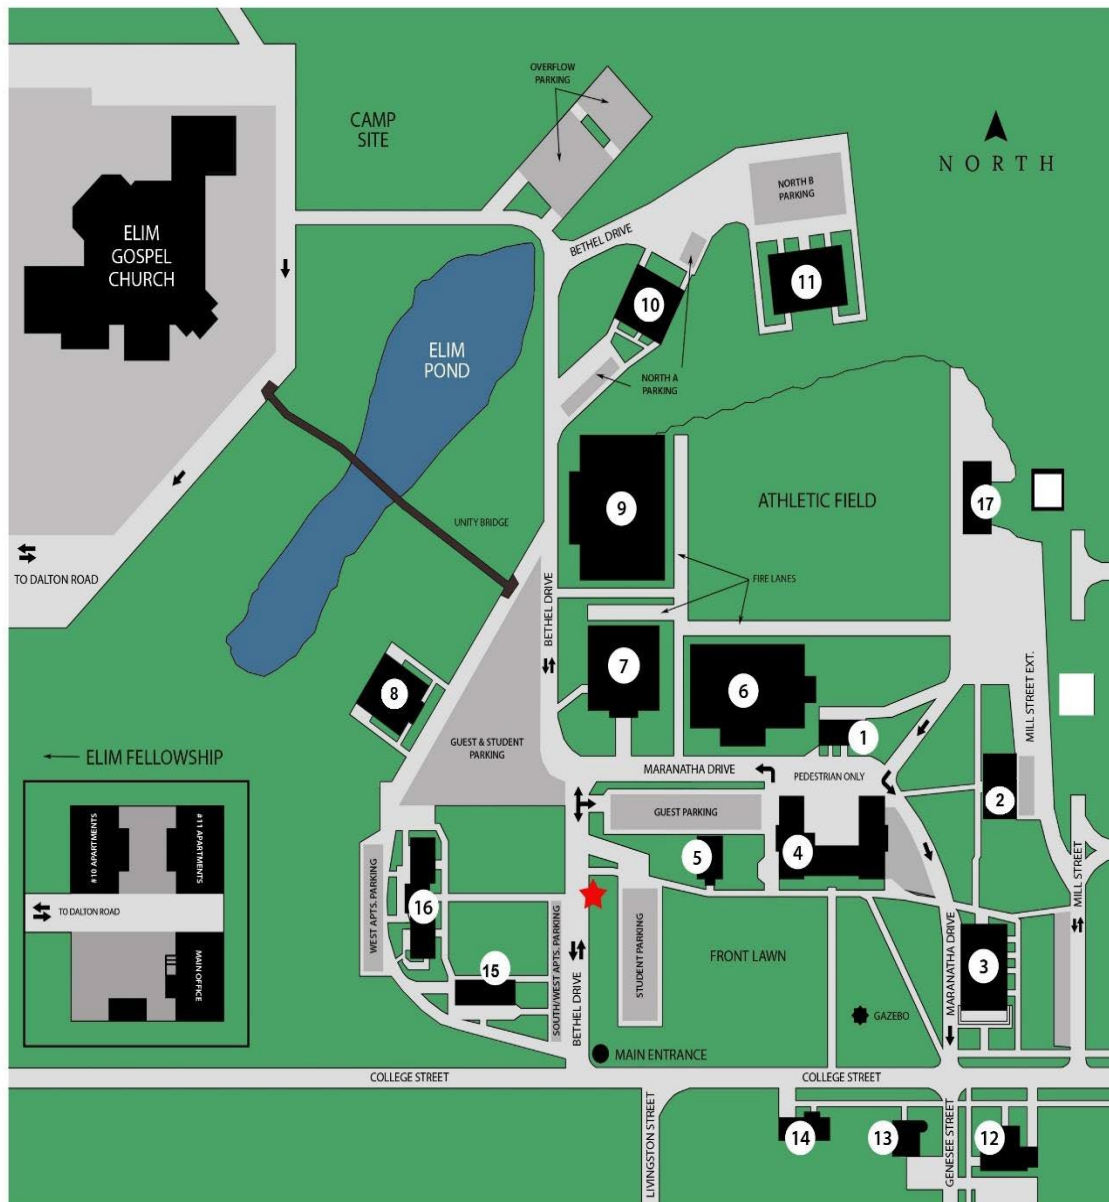 OVERFLOW
PARKING
CAMP
SITE
NORTH
ELIM
GOSPEL
CHURCH
NORTH B
PARKING
BETHEL DRIVE
11
10
ELIM
POND
NORTH A
PARKING
9
ATHLETIC FIELD
17
UNITY BRIDGE
TO DALTON ROAD
FIRE LANES
BETHEL DRIVE
7
6
8
MILL STREET EXT.
1
GUEST & STUDENT
PARKING
ELIM FELLOWSHIP
MARANATHA DRIVE
PEDESTRIAN ONLY
2
GUEST PARKING
#10 APARTMENTS
#11 APARTMENTS
5
4
MILL STREET
TO DALTON ROAD
WEST APTS. PARKING
16
SOUTH/WEST APTS. PARKING
STUDENT PARKING
FRONT LAWN
MARANATHA DRIVE
3
15
MAIN OFFICE
BETHEL DRIVE
GAZEBO
MAIN ENTRANCE
COLLEGE STREET
COLLEGE STREET
LIVINGSTON STREET
14
13
GENESEE STREET
12